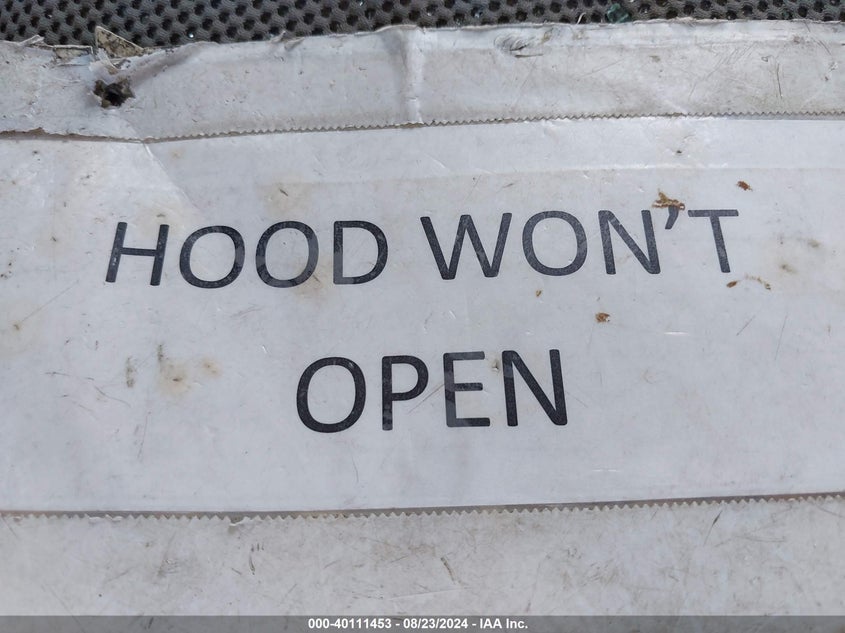 HOOD WON'T
OPEN
000-40111453 - 08/23/2024 - IAA Inc.